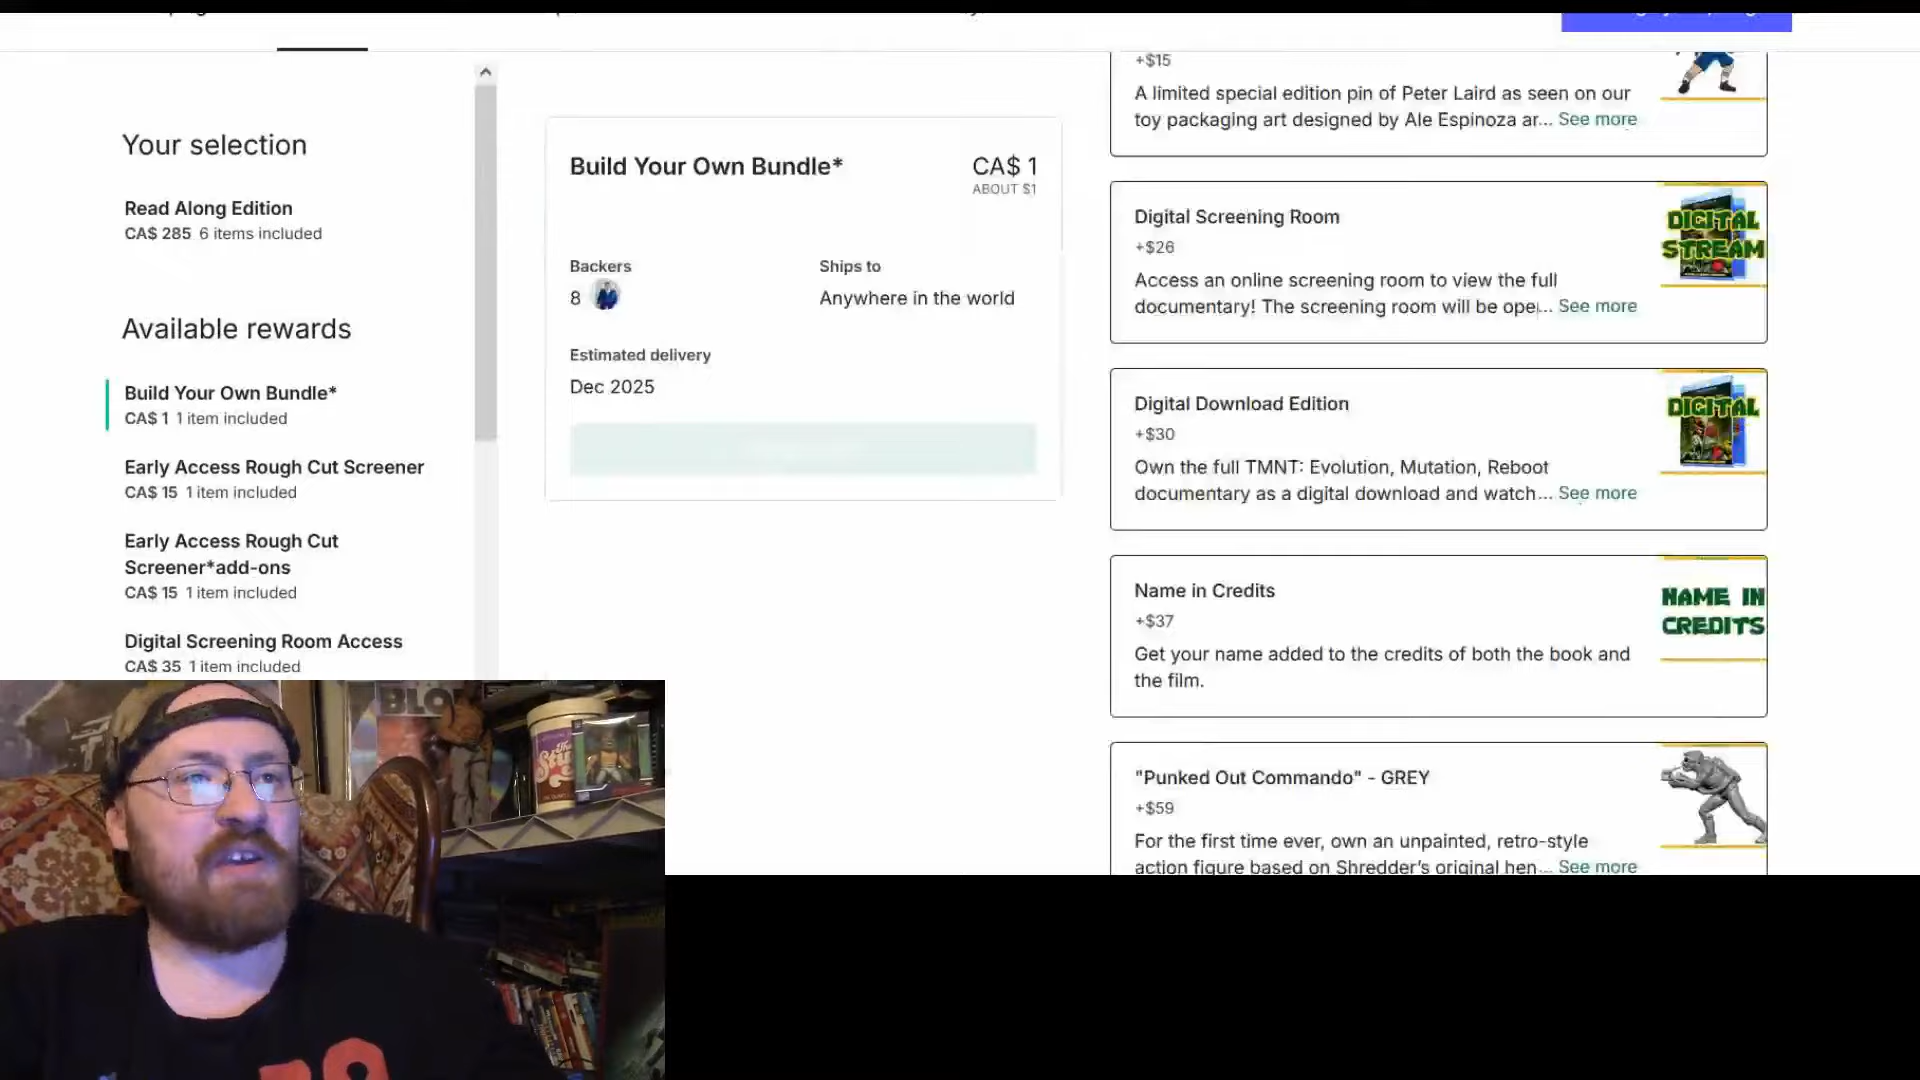 Your selection
Read Along Edition
CA$ 285 6 items included
Available rewards
Build Your Own Bundle*
CA$ 1 1 item included
Early Access Rough Cut Screener
CA$ 15 1 item included
Early Access Rough Cut
Screener*add-ons
CA$ 15 1 item included
Digital Screening Room Access
CA$ 35 1 item included
Build Your Own Bundle*
CA$ 1
ABOUT $1
Backers
8
Ships to
Anywhere in the world
Estimated delivery
Dec 2025
+$15
A limited special edition pin of Peter Laird as seen on our
toy packaging art designed by Ale Espinoza ar... See more
Digital Screening Room
+$26
Access an online screening room to view the full
documentary! The screening room will be ope... See more
DIGITAL
STREAM
Digital Download Edition
+$30
Own the full TMNT: Evolution, Mutation, Reboot
documentary as a digital download and watch... See more
DIGITAL
Name in Credits
+$37
Get your name added to the credits of both the book and
the film.
NAME IN
CREDITS
"Punked Out Commando" - GREY
+$59
For the first time ever, own an unpainted, retro-style
action figure based on Shredder's original hen... See more
BLO
The
Stu